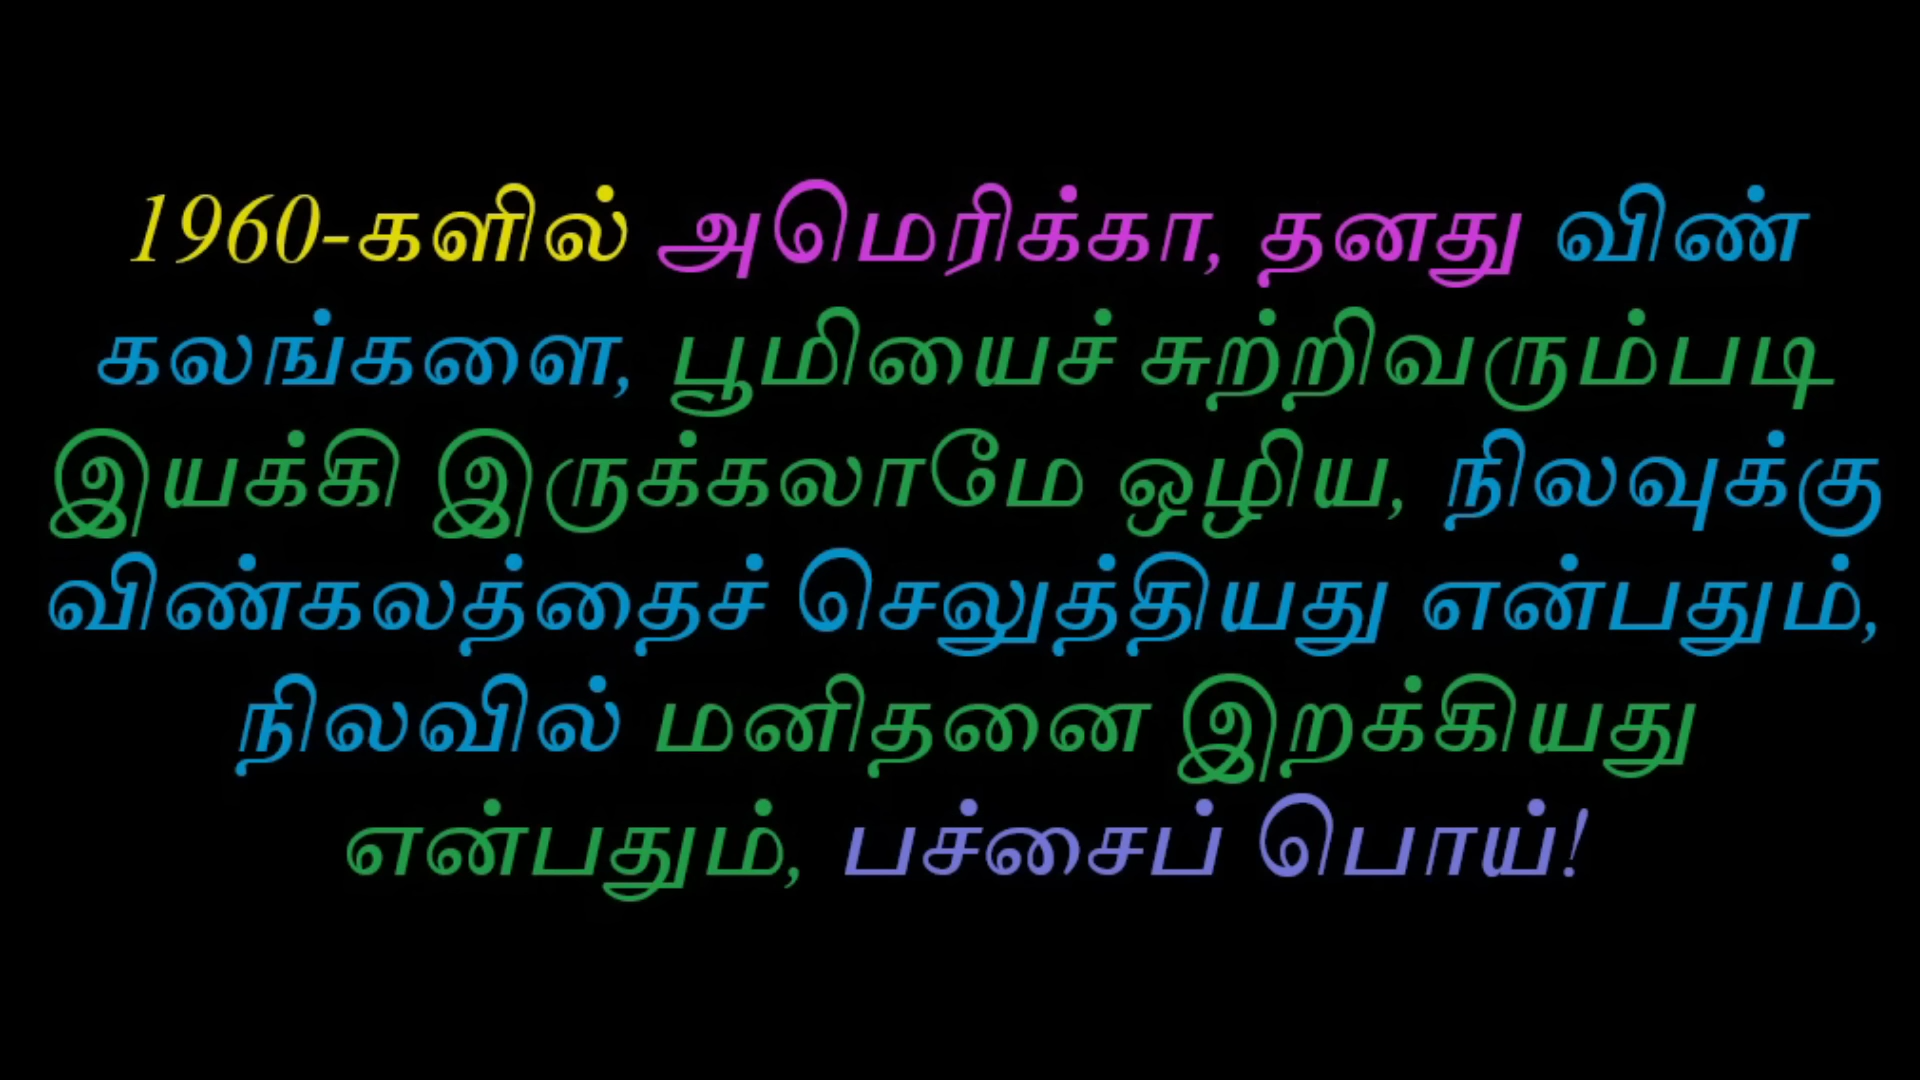 1960-களில் அமெரிக்கா, தனது விண்
கலங்களை, பூமியைச் சுற்றிவரும்படி
இயக்கி இருக்கலாமே ஒழிய, நிலவுக்கு
விண்கலத்தைச் செலுத்தியது என்பதும்,
நிலவில் மனிதனை இறக்கியது
என்பதும், பச்சைப் பொய்!